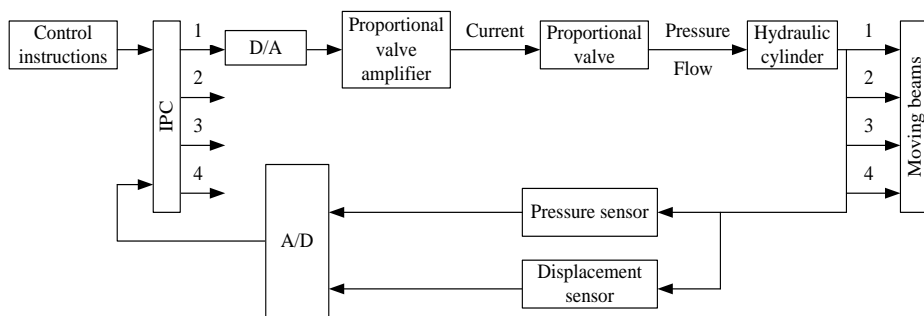 Control
instructions
IPC
1
2
3
4
D/A
Proportional
valve
amplifier
Current
Proportional
valve
Pressure
Flow
Hydraulic
cylinder
1
2
3
4
Moving beams
A/D
Pressure sensor
Displacement
sensor